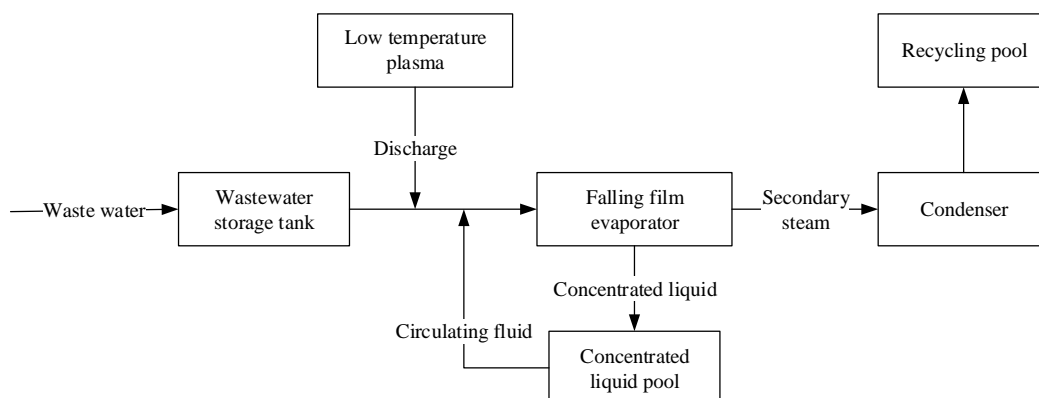 Low temperature
plasma
Recycling pool
Discharge
Waste water
Wastewater
storage tank
Falling film
evaporator
Secondary
steam
Condenser
Concentrated liquid
Circulating fluid
Concentrated
liquid pool